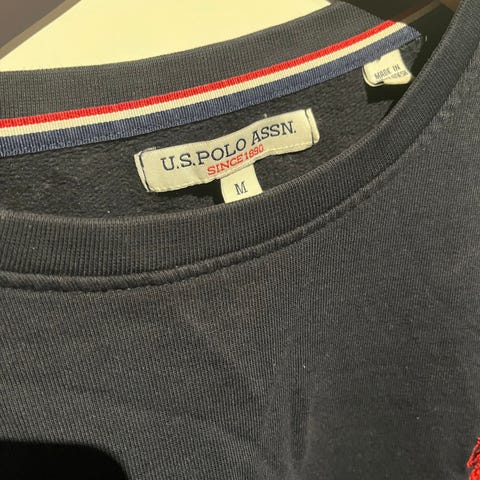 U.S. POLO ASSN.
SINCE 1890
M
MADE IN